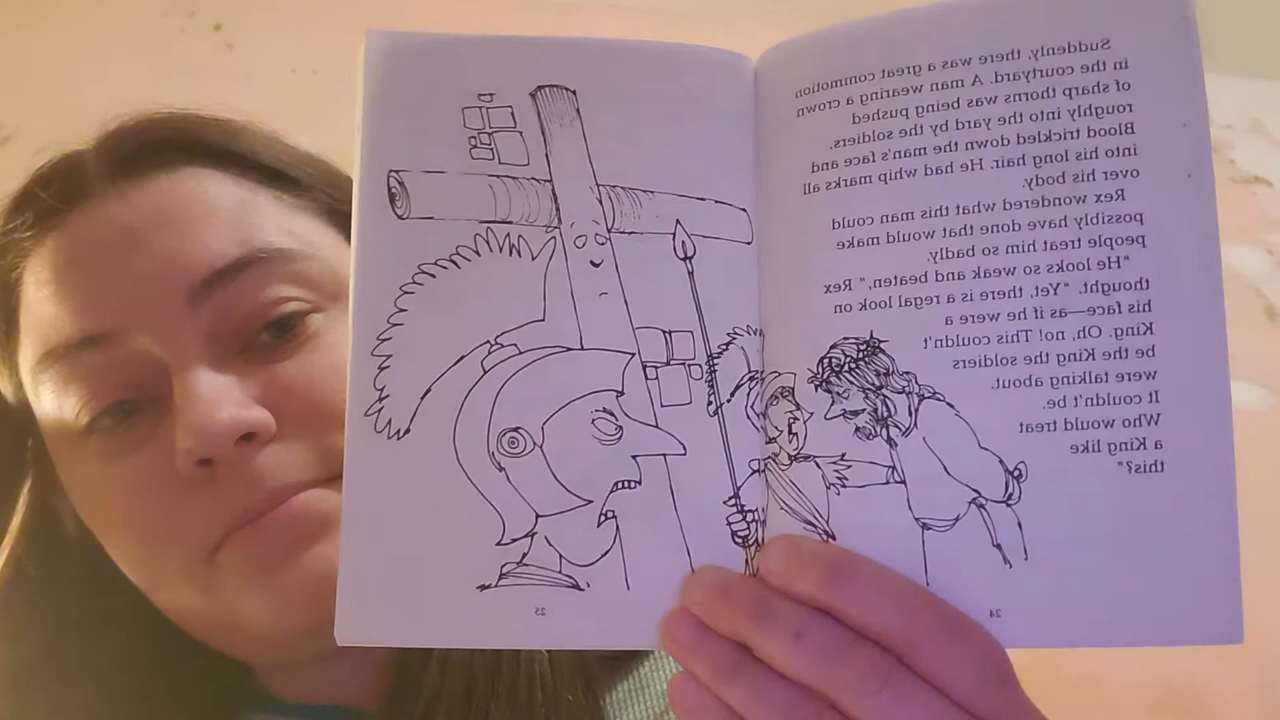 Suddenly, there was a great commotion
in the courtyard. A man wearing a crown
of sharp thorns was being pushed
roughly into the yard by the soldiers.
Blood trickled down the man's face and
into his long hair. He had whip marks all
over his body.
Rex wondered what this man could
possibly have done that would make
people treat him so badly.
"He looks so weak and beaten," Rex
thought. "Yet, there is a regal look on
his face—as if he were a
King. Oh, no! This couldn't
be the King the soldiers
were talking about.
It couldn't be.
Who would treat
a King like
this?"
24
25